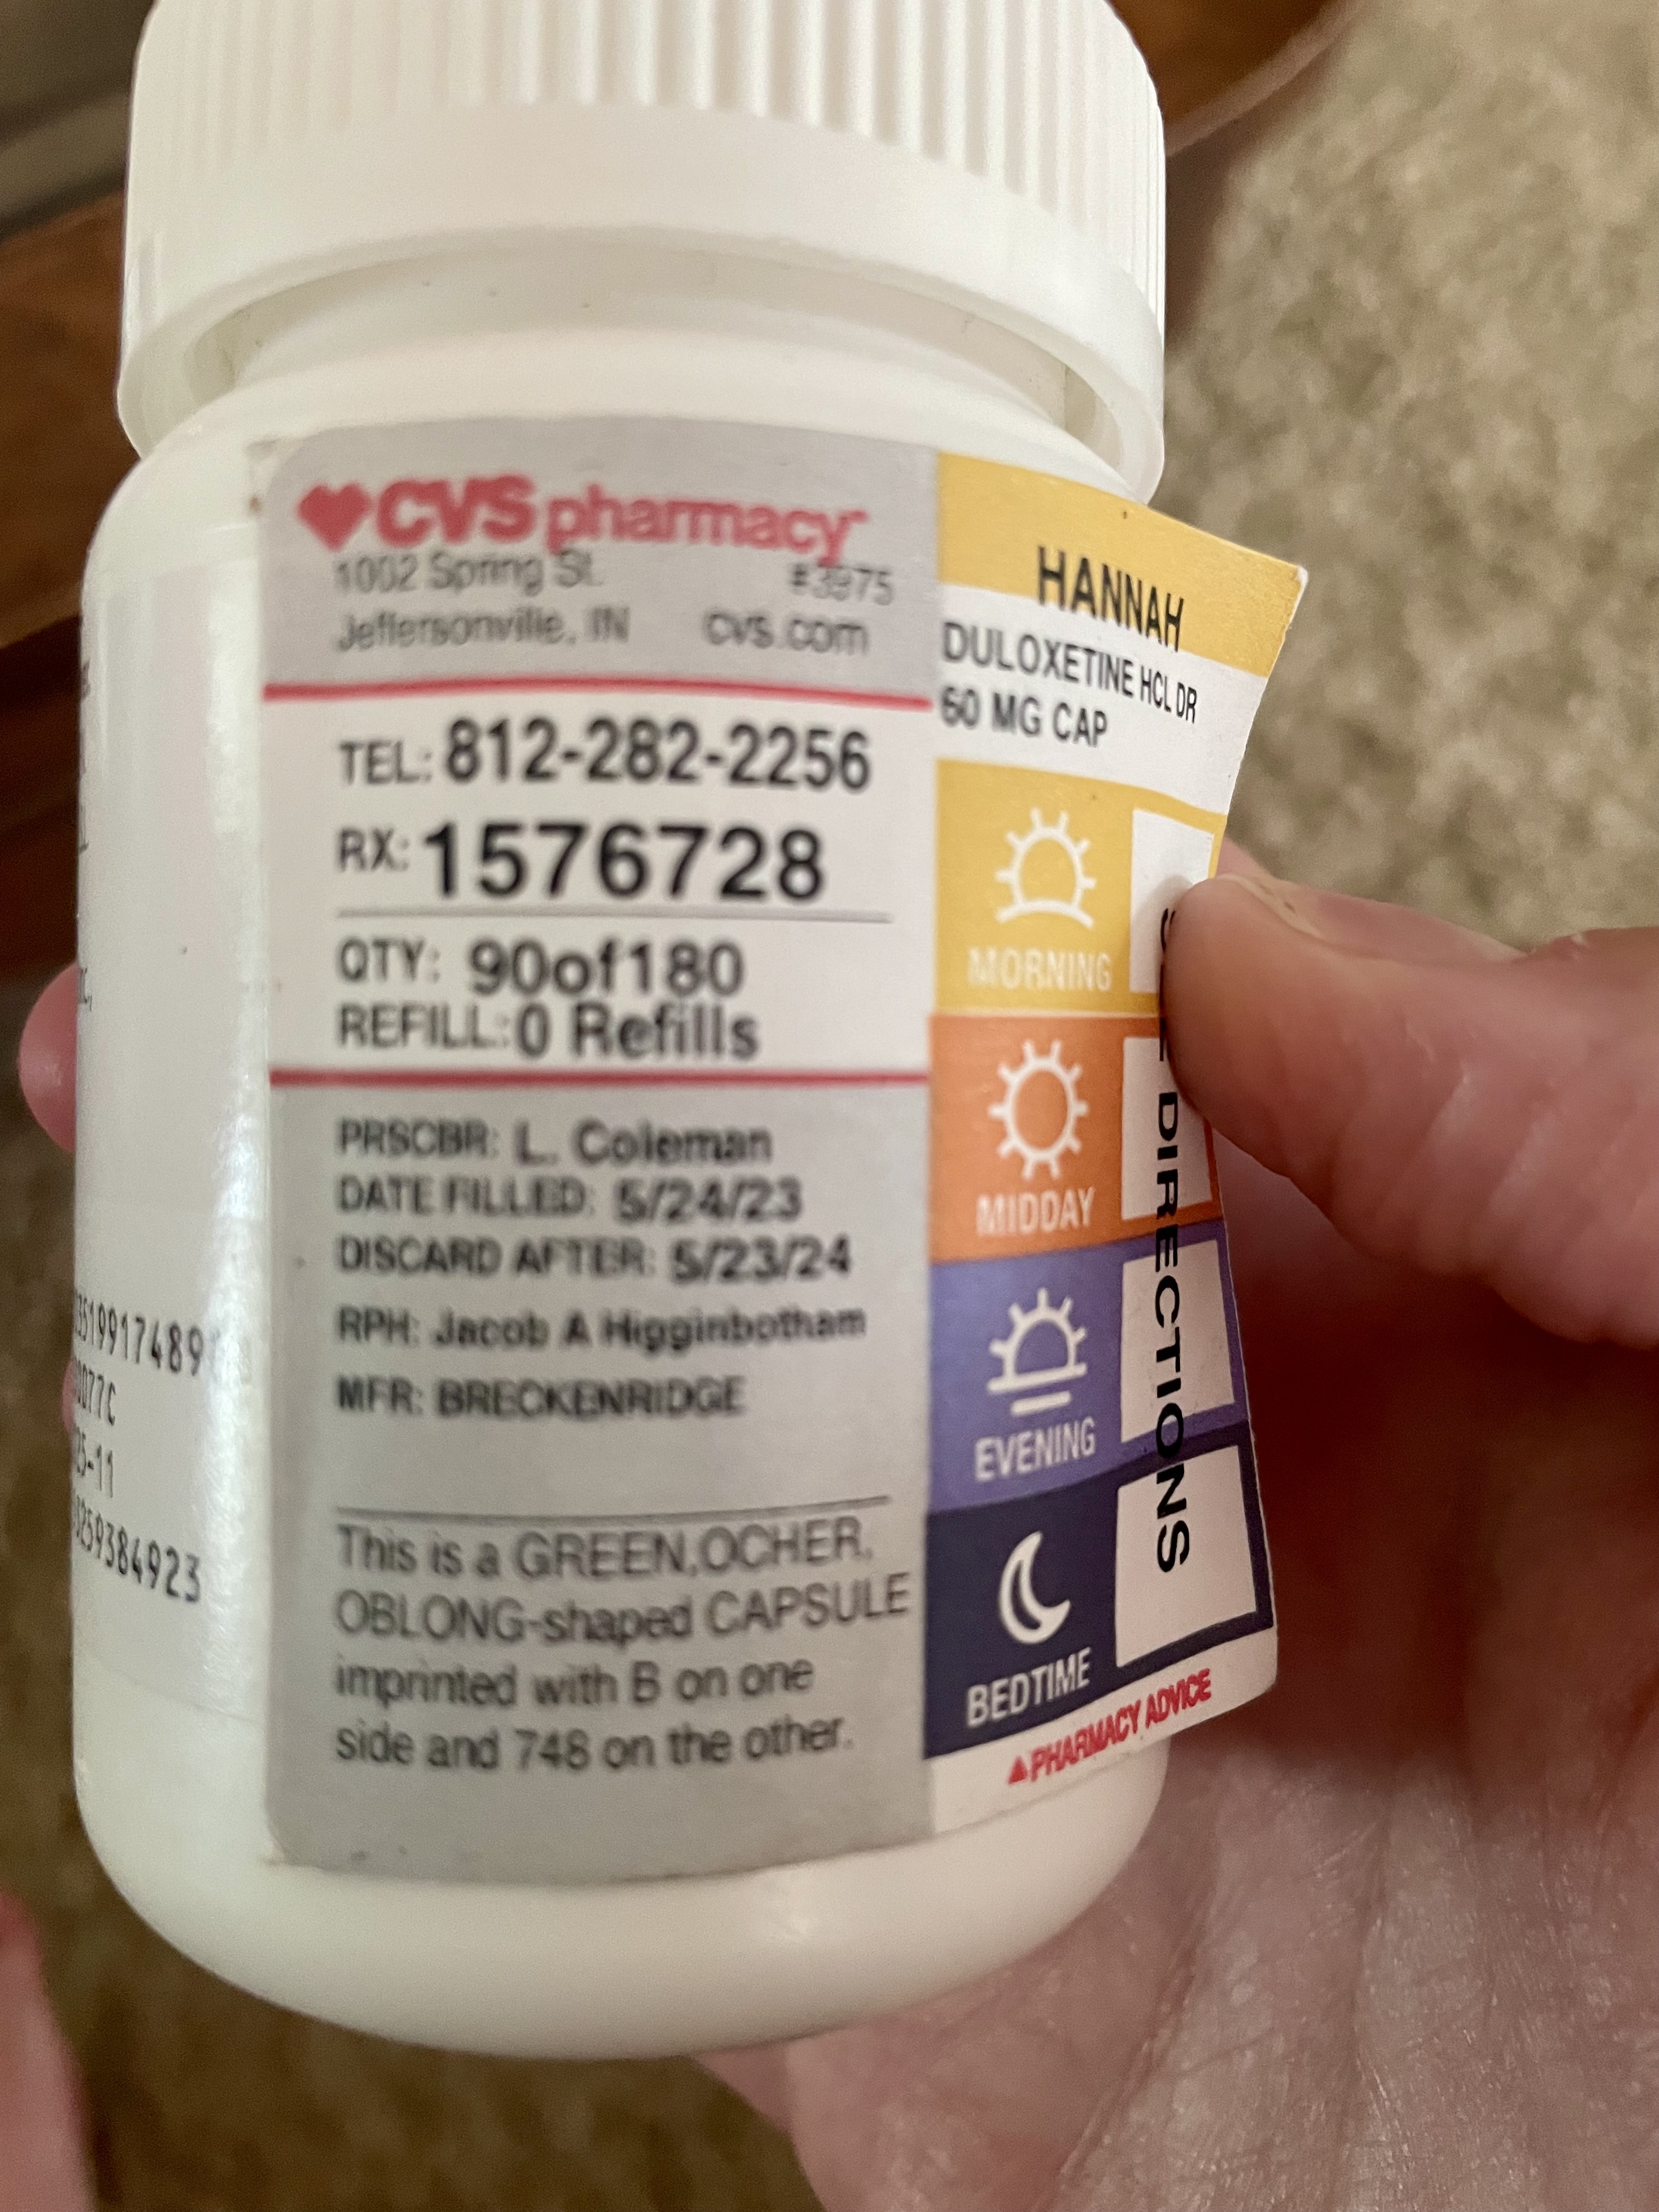 CVS pharmacy
1002 Spring St. #3975
Jeffersonville, IN cvs.com
TEL: 812-282-2256
RX: 1576728
QTY: 90of180
REFILL: 0 Refills
PRSCBR: L. Coleman
DATE FILLED: 5/24/23
DISCARD AFTER: 5/23/24
RPH: Jacob A Higginbotham
MFR: BRECKENRIDGE
This is a GREEN,OCHER,
OBLONG-shaped CAPSULE
imprinted with B on one
side and 748 on the other.
HANNAH
DULOXETINE HCL DR
60 MG CAP
MORNING
MIDDAY
EVENING
BEDTIME
DIRECTIONS
PHARMACY ADVICE